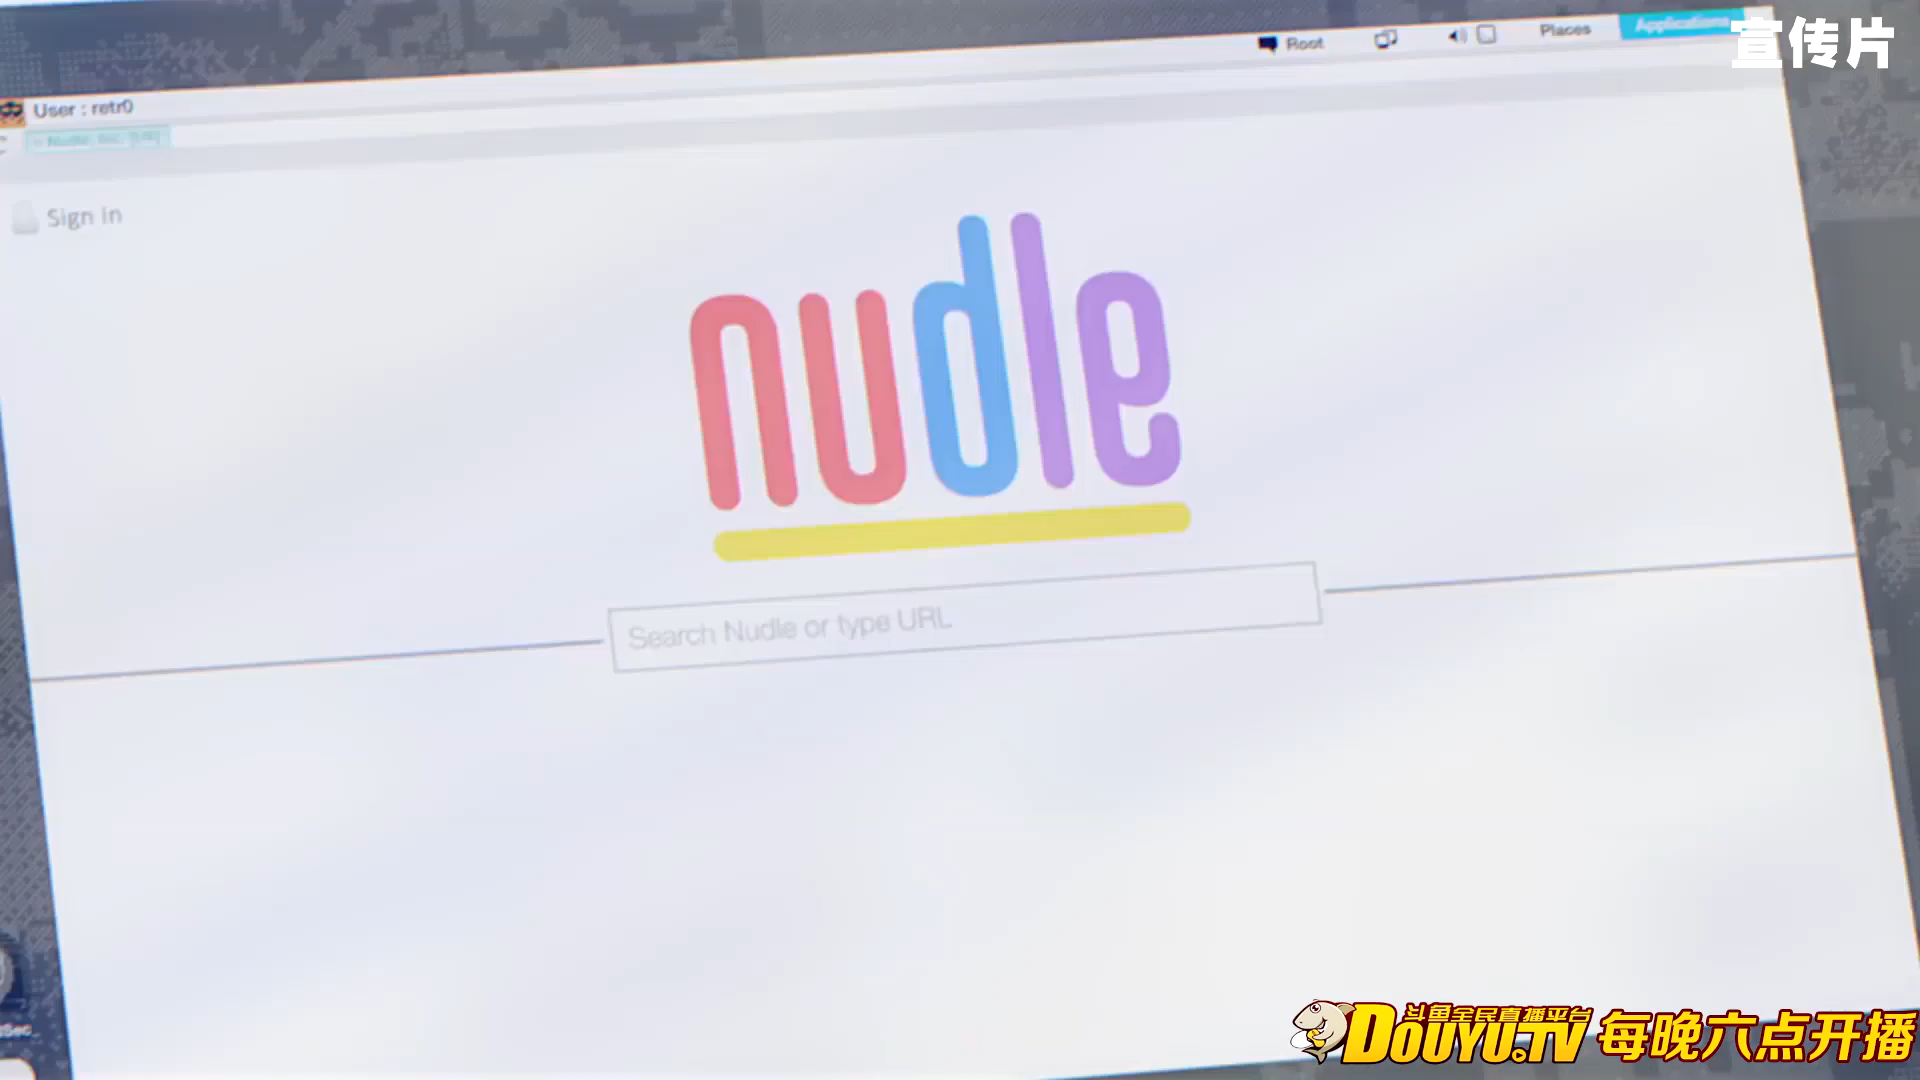 Root
Places
Applications
宣传片
User : retr0
Sign in
nudle
Search Nudle or type URL
斗鱼全民直播平台
DOUYU.TV 每晚六点开播